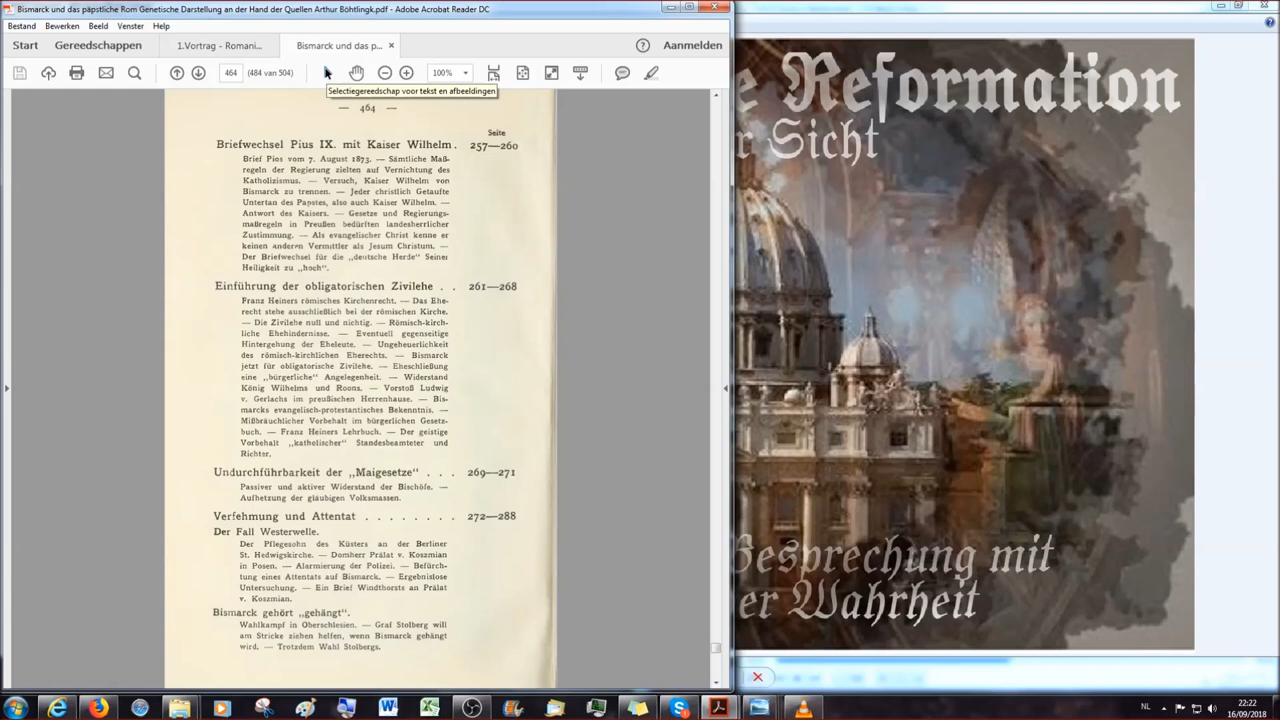 Bismarck und das päpstliche Rom Genetische Darstellung an der Hand der Quellen Arthur Böhtlingk.pdf - Adobe Acrobat Reader DC
Bestand Bewerken Beeld Venster Help
Start Gereedschappen 1.Vortrag - Romani... Bismarck und das p... × Aanmelden
464 (484 van 504) 100%
Selectiegereedschap voor tekst en afbeeldingen
— 464 —
Seite
Briefwechsel Pius IX. mit Kaiser Wilhelm. 257—260
Brief Pios vom 7. August 1873. — Sämtliche Maß-
regeln der Regierung zielten auf Vernichtung des
Katholizismus. — Versuch, Kaiser Wilhelm von
Bismarck zu trennen. — Jeder christlich Getaufte
Untertan des Papstes, also auch Kaiser Wilhelm. —
Antwort des Kaisers. — Gesetze und Regierungs-
maßregeln in Preußen bedürften landesherrlicher
Zustimmung. — Als evangelischer Christ kenne er
keinen anderen Vermittler als Jesum Christum. —
Der Briefwechsel für die „deutsche Herde" Seiner
Heiligkeit zu „hoch".
Einführung der obligatorischen Zivilehe . . 261—268
Franz Heiners römisches Kirchenrecht. — Das Ehe-
recht stehe ausschließlich bei der römischen Kirche.
— Die Zivilehe null und nichtig. — Römisch-kirch-
liche Ehehindernisse. — Eventuell gegenseitige
Hintergehung der Eheleute. — Ungeheuerlichkeit
des römisch-kirchlichen Eherechts. — Bismarck
jetzt für obligatorische Zivilehe. — Eheschließung
eine „bürgerliche" Angelegenheit. — Widerstand
König Wilhelms und Roons. — Vorstoß Ludwig
v. Gerlachs im preußischen Herrenhause. — Bis-
marcks evangelisch-protestantisches Bekenntnis. —
Mißbräuchlicher Vorbehalt im bürgerlichen Gesetz-
buch. — Franz Heiners Lehrbuch. — Der geistige
Vorbehalt „katholischer" Standesbeamteter und
Richter.
Undurchführbarkeit der „Maigesetze" . . . 269—271
Passiver und aktiver Widerstand der Bischöfe. —
Aufhetzung der gläubigen Volksmassen.
Verfehmung und Attentat . . . . . . . . 272—288
Der Fall Westerwelle.
Der Pflegesohn des Küsters an der Berliner
St. Hedwigskirche. — Domherr Prälat v. Koszmian
in Posen. — Alarmierung der Polizei. — Befürch-
tung eines Attentats auf Bismarck. — Ergebnislose
Untersuchung. — Ein Brief Windthorsts an Prälat
v. Koszmian.
Bismarck gehört „gehängt".
Wahlkampf in Oberschlesien. — Graf Stolberg will
am Stricke ziehen helfen, wenn Bismarck gehängt
wird. — Trotzdem Wahl Stolbergs.
e Reformation
r Sicht
Besprechung mit
er Wahrheit
NL 22:22
16/09/2018